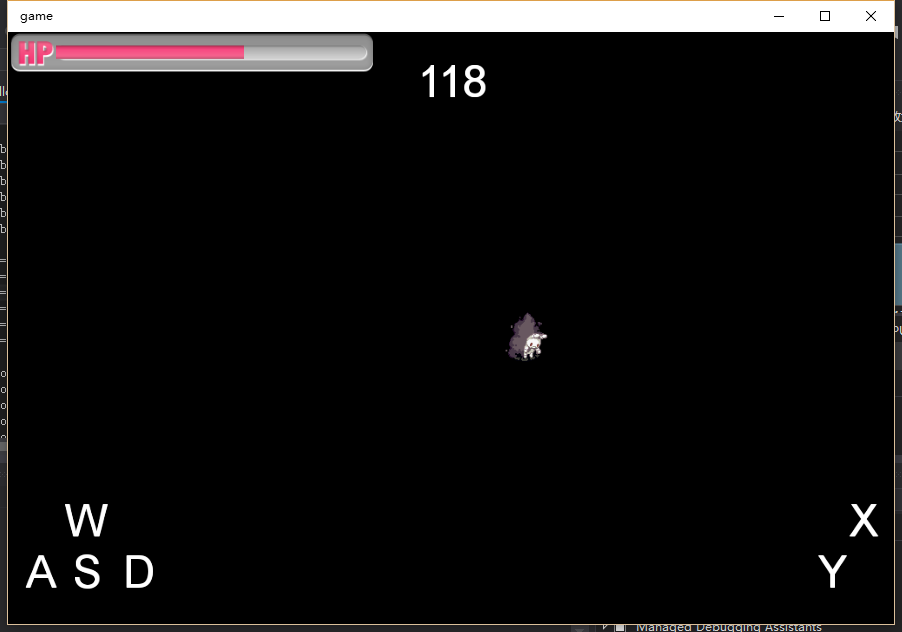 game
HP
118
W
X
A S D
Y
Managed Debugging Assistants